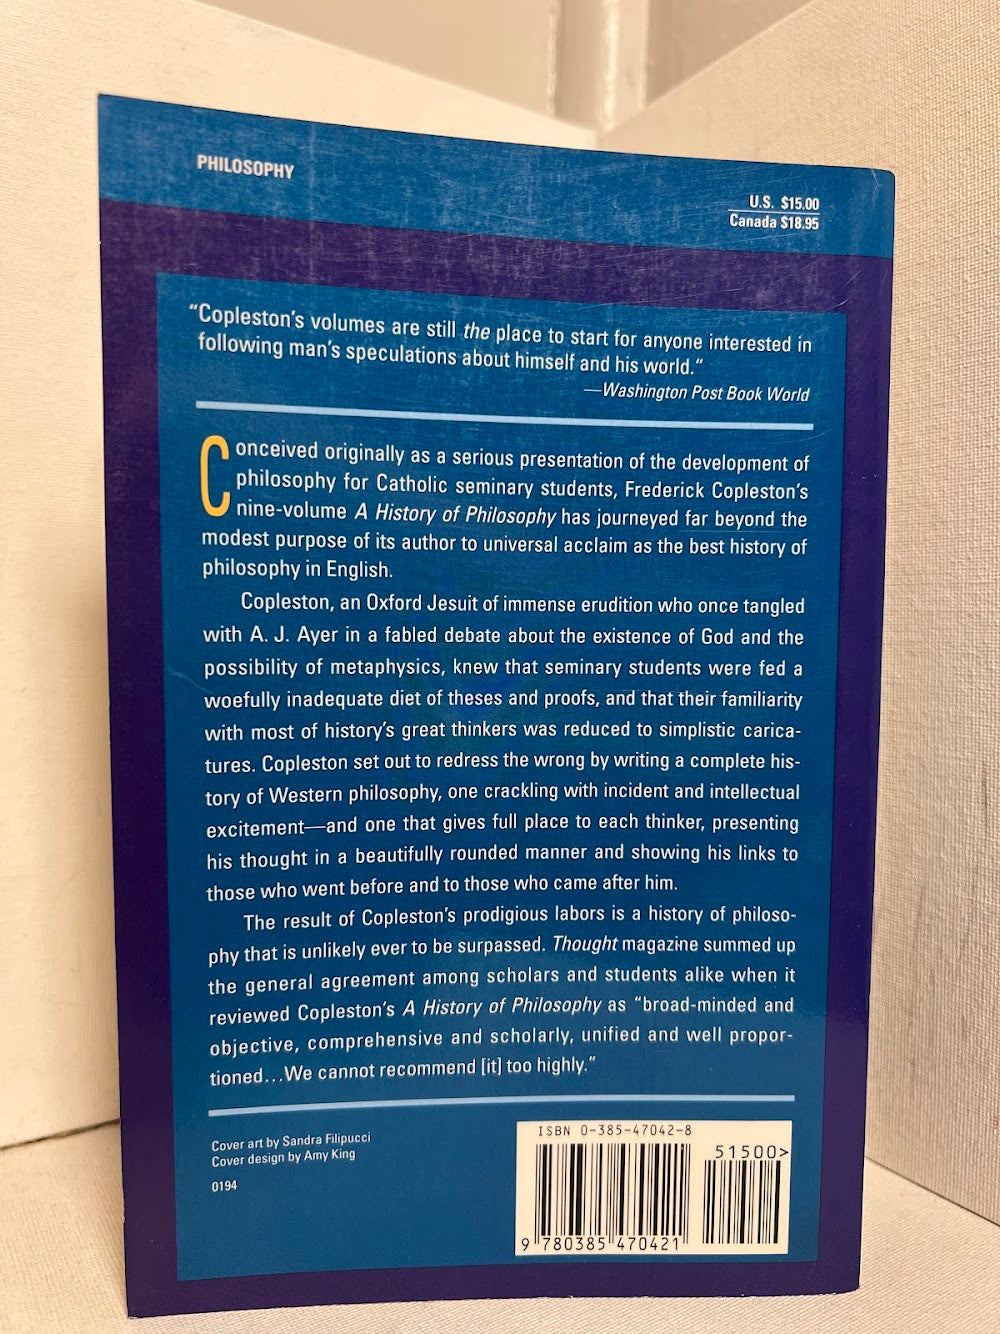 PHILOSOPHY
U.S. $15.00
Canada $18.95
“Copleston’s volumes are still the place to start for anyone interested in
following man’s speculations about himself and his world.“
—Washington Post Book World
Conceived originally as a serious presentation of the development of
philosophy for Catholic seminary students, Frederick Copleston’s
nine-volume A History of Philosophy has journeyed far beyond the
modest purpose of its author to universal acclaim as the best history of
philosophy in English.
Copleston, an Oxford Jesuit of immense erudition who once tangled
with A. J. Ayer in a fabled debate about the existence of God and the
possibility of metaphysics, knew that seminary students were fed a
woefully inadequate diet of theses and proofs, and that their familiarity
with most of history’s great thinkers was reduced to simplistic carica-
tures. Copleston set out to redress the wrong by writing a complete his-
tory of Western philosophy, one crackling with incident and intellectual
excitement—and one that gives full place to each thinker, presenting
his thought in a beautifully rounded manner and showing his links to
those who went before and to those who came after him.
The result of Copleston’s prodigious labors is a history of philoso-
phy that is unlikely ever to be surpassed. Thought magazine summed up
the general agreement among scholars and students alike when it
reviewed Copleston’s A History of Philosophy as “broad-minded and
objective, comprehensive and scholarly, unified and well propor-
tioned...We cannot recommend [it] too highly.”
Cover art by Sandra Filipucci
Cover design by Amy King
0194
ISBN 0-385-47042-8
51500>
9 780385 470421